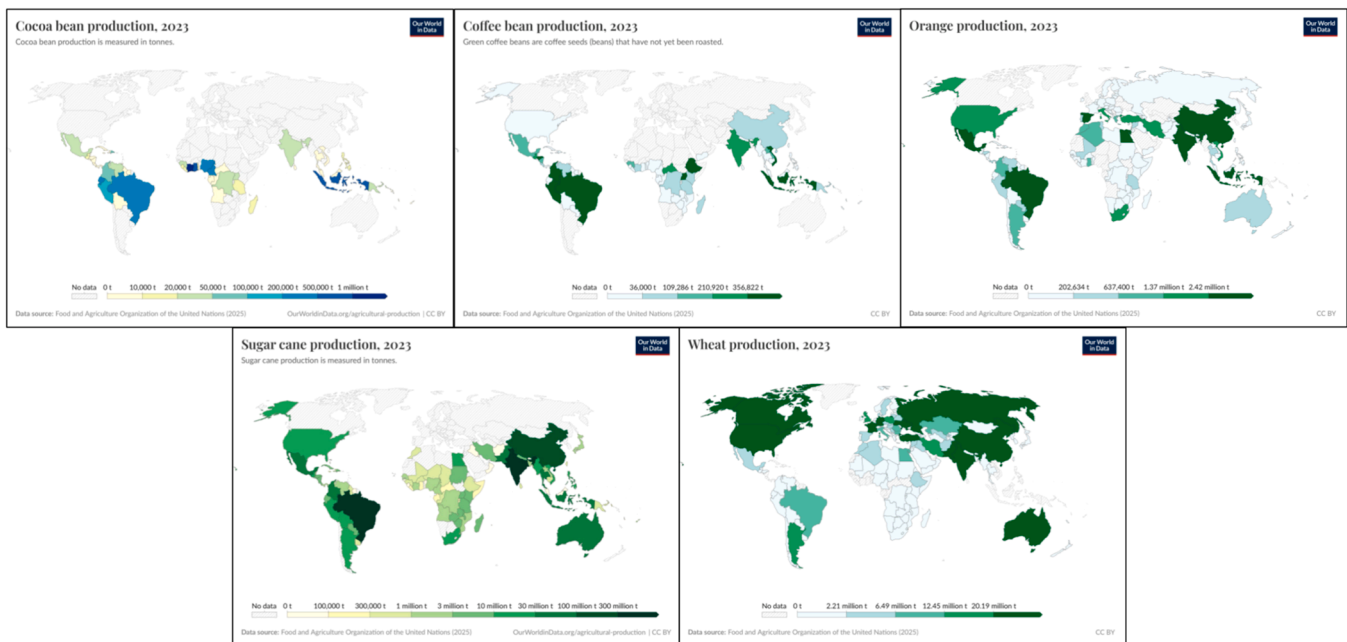 Cocoa bean production, 2023
Our World
in Data
Cocoa bean production is measured in tonnes.
No data 0 t 10,000 t 20,000 t 50,000 t 100,000 t 200,000 t 500,000 t 1 million t
Data source: Food and Agriculture Organization of the United Nations (2025) OurWorldinData.org/agricultural-production | CC BY
Coffee bean production, 2023
Our World
in Data
Green coffee beans are coffee seeds (beans) that have not yet been roasted.
No data 0 t 36,000 t 109,286 t 210,920 t 356,822 t
Data source: Food and Agriculture Organization of the United Nations (2025) CC BY
Orange production, 2023
Our World
in Data
No data 0 t 202,634 t 637,400 t 1.37 million t 2.42 million t
Data source: Food and Agriculture Organization of the United Nations (2025) CC BY
Sugar cane production, 2023
Our World
in Data
Sugar cane production is measured in tonnes.
No data 0 t 100,000 t 300,000 t 1 million t 3 million t 10 million t 30 million t 100 million t 300 million t
Data source: Food and Agriculture Organization of the United Nations (2025) OurWorldinData.org/agricultural-production | CC BY
Wheat production, 2023
Our World
in Data
No data 0 t 2.21 million t 6.49 million t 12.45 million t 20.19 million t
Data source: Food and Agriculture Organization of the United Nations (2025) CC BY